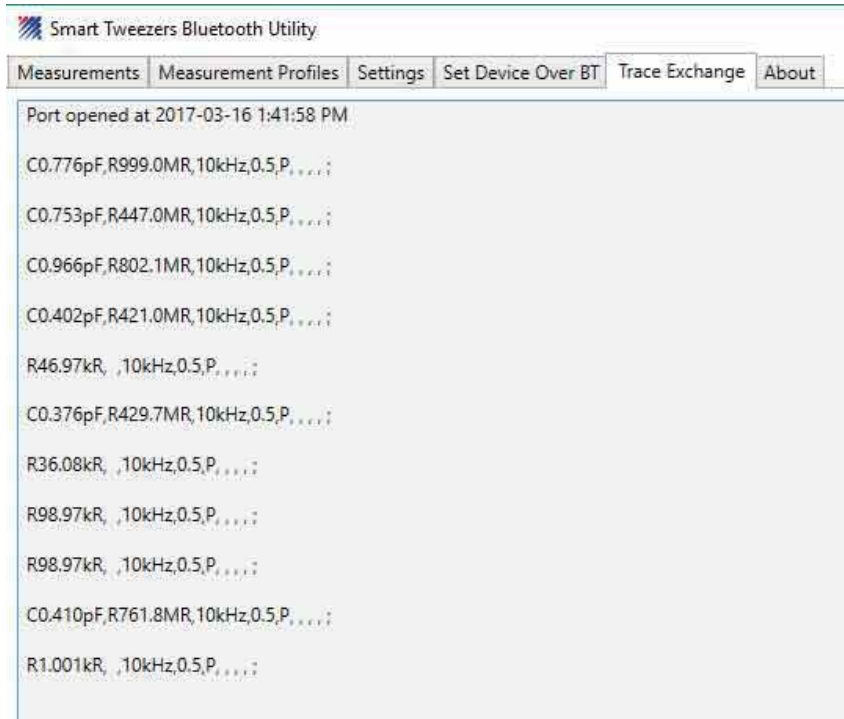 Smart Tweezers Bluetooth Utility
Measurements Measurement Profiles Settings Set Device Over BT Trace Exchange About
Port opened at 2017-03-16 1:41:58 PM
C0.776pF,R999.0MR,10kHz,0.5,P, , , , ;
C0.753pF,R447.0MR,10kHz,0.5,P, , , , ;
C0.966pF,R802.1MR,10kHz,0.5,P, , , , ;
C0.402pF,R421.0MR,10kHz,0.5,P, , , , ;
R46.97kR, ,10kHz,0.5,P, , , , ;
C0.376pF,R429.7MR,10kHz,0.5,P, , , , ;
R36.08kR, ,10kHz,0.5,P, , , , ;
R98.97kR, ,10kHz,0.5,P, , , , ;
R98.97kR, ,10kHz,0.5,P, , , , ;
C0.410pF,R761.8MR,10kHz,0.5,P, , , , ;
R1.001kR, ,10kHz,0.5,P, , , , ;